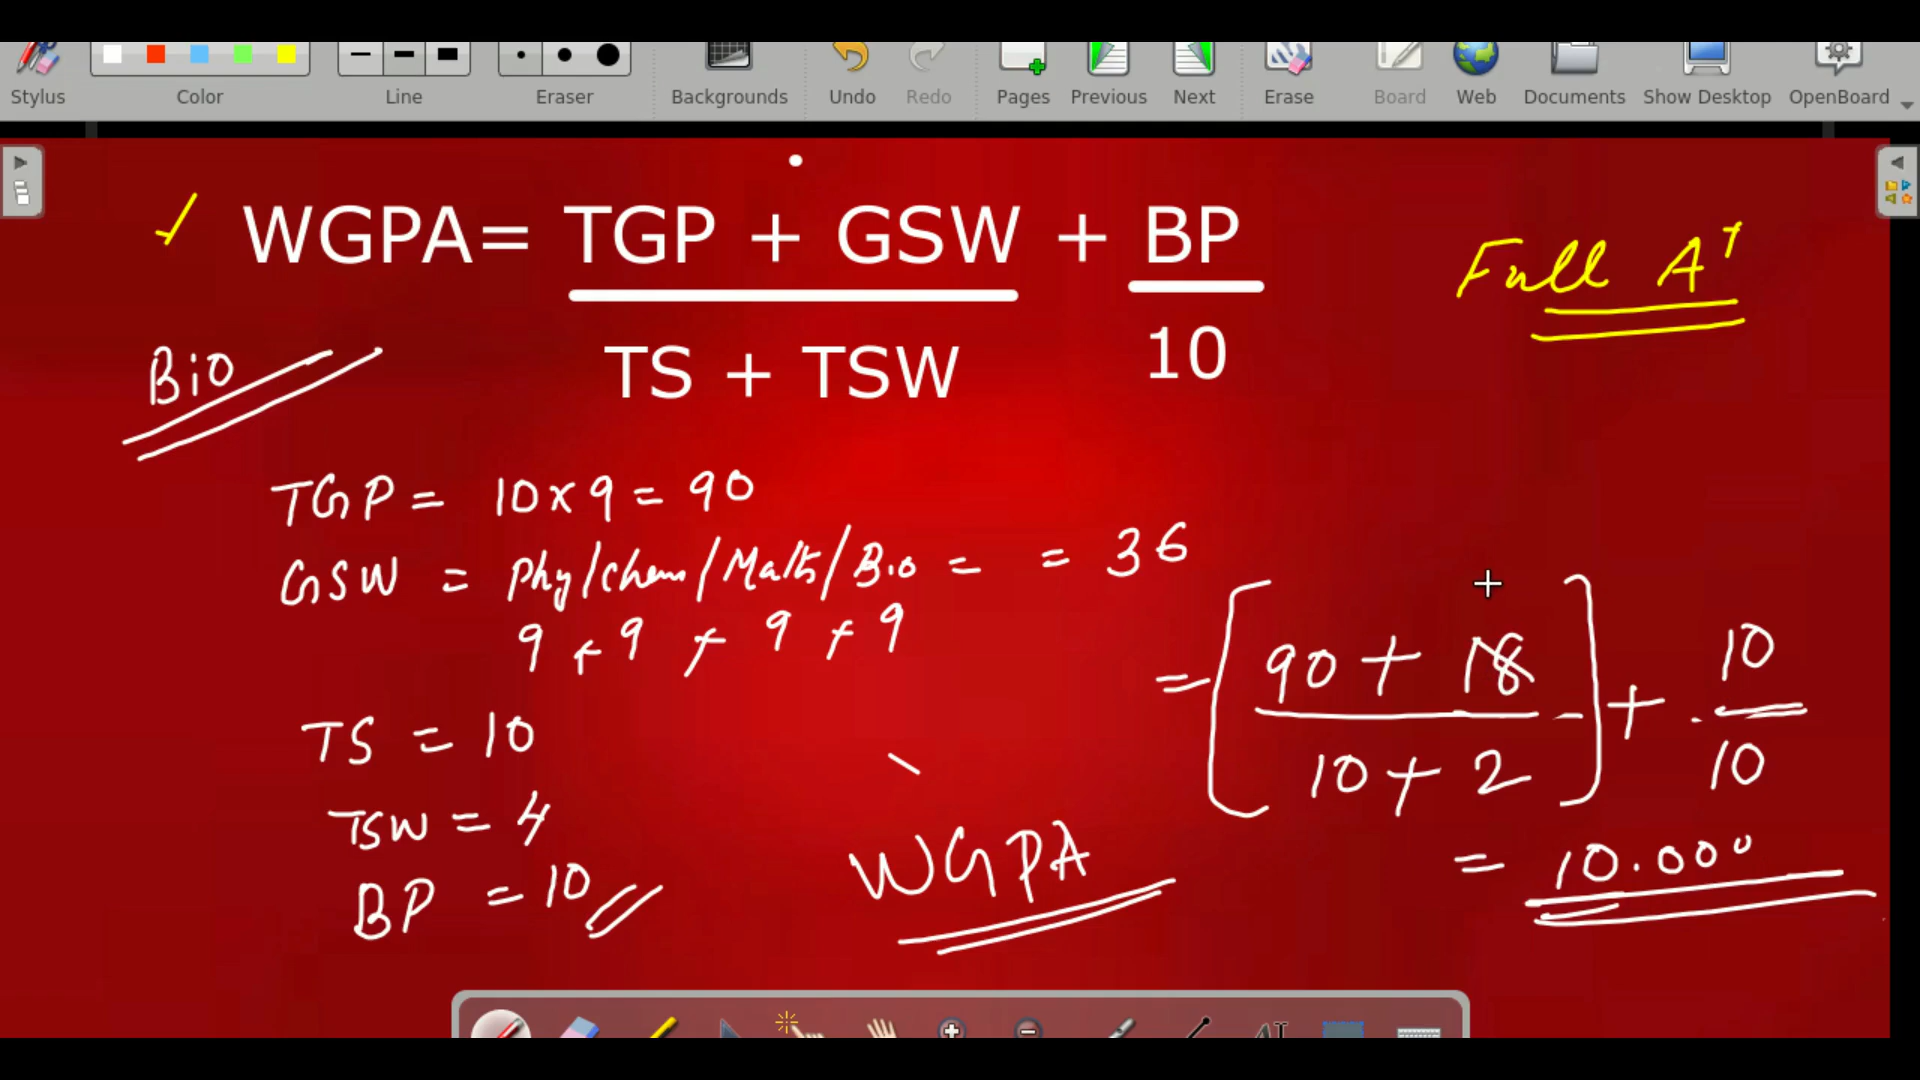 Stylus Color Line Eraser Backgrounds Undo Redo Pages Previous Next Erase Board Web Documents Show Desktop OpenBoard
WGPA= TGP + GSW + BP
TS + TSW 10
Full A+
Bio
TGP = 10 x 9 = 90
GSW = Phy/Chem/Maths/Bio = = 36
9 + 9 + 9 + 9
TS = 10
TSW = 4
BP = 10
WGPA
= [90 + 18] + 10
10 + 2 10
= 10.000